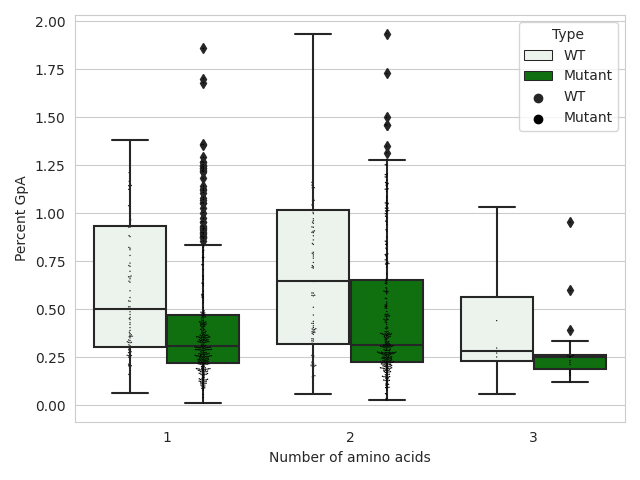 2.00
1.75
1.50
1.25
1.00
0.75
0.50
0.25
0.00
Percent GpA
Type
WT
Mutant
WT
Mutant
1
2
3
Number of amino acids